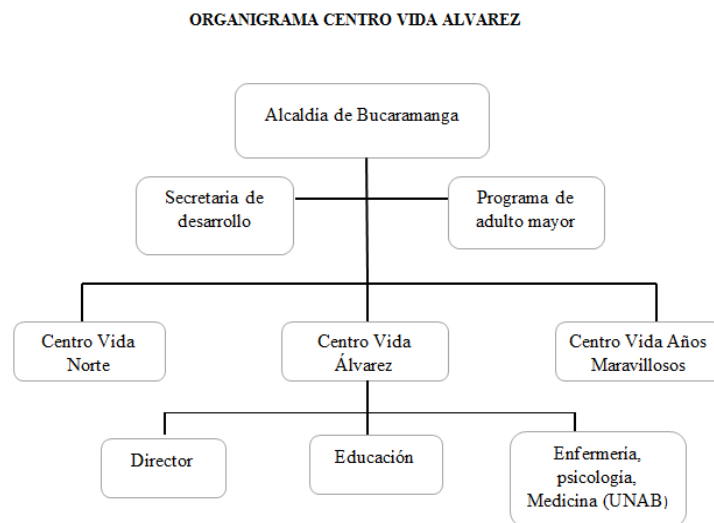 ORGANIGRAMA CENTRO VIDA ALVAREZ
Alcaldia de Bucaramanga
Secretaria de
desarrollo
Programa de
adulto mayor
Centro Vida
Norte
Centro Vida
Álvarez
Centro Vida Años
Maravillosos
Director
Educación
Enfermería,
psicologia,
Medicina (UNAB)